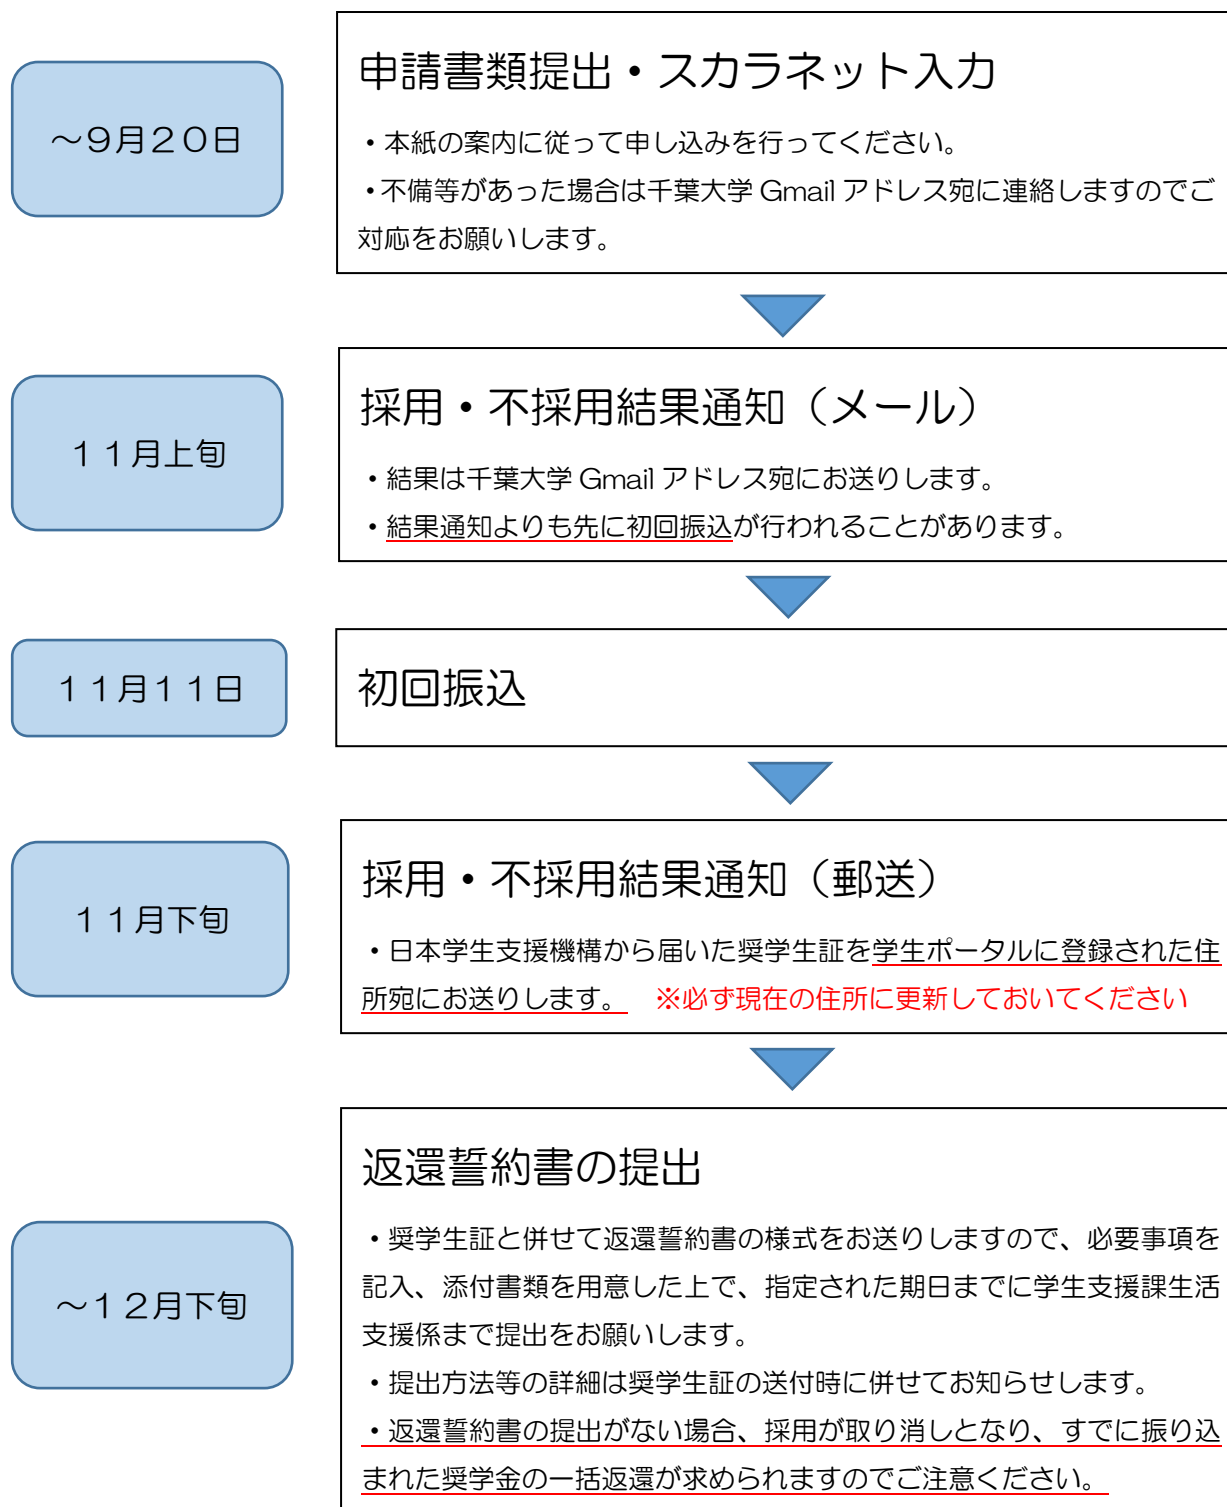 ～９月２０日
申請書類提出・スカラネット入力
・本紙の案内に従って申し込みを行ってください。
・不備等があった場合は千葉大学 Gmail アドレス宛に連絡しますのでご
対応をお願いします。
１１月上旬
採用・不採用結果通知（メール）
・結果は千葉大学 Gmail アドレス宛にお送りします。
・結果通知よりも先に初回振込が行われることがあります。
１１月１１日
初回振込
１１月下旬
採用・不採用結果通知（郵送）
・日本学生支援機構から届いた奨学生証を学生ポータルに登録された住
所宛にお送りします。　※必ず現在の住所に更新しておいてください
～１２月下旬
返還誓約書の提出
・奨学生証と併せて返還誓約書の様式をお送りしますので、必要事項を
記入、添付書類を用意した上で、指定された期日までに学生支援課生活
支援係まで提出をお願いします。
・提出方法等の詳細は奨学生証の送付時に併せてお知らせします。
・返還誓約書の提出がない場合、採用が取り消しとなり、すでに振り込
まれた奨学金の一括返還が求められますのでご注意ください。